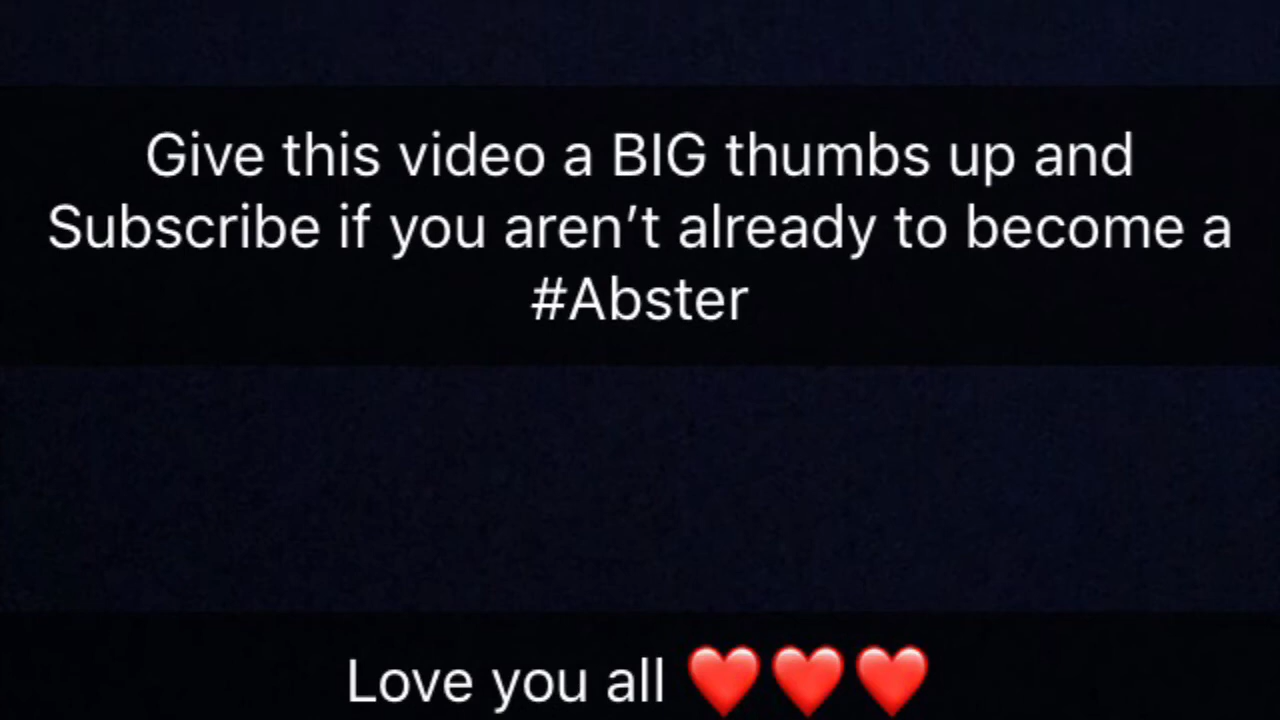 Give this video a BIG thumbs up and
Subscribe if you aren’t already to become a
#Abster
Love you all ❤️❤️❤️